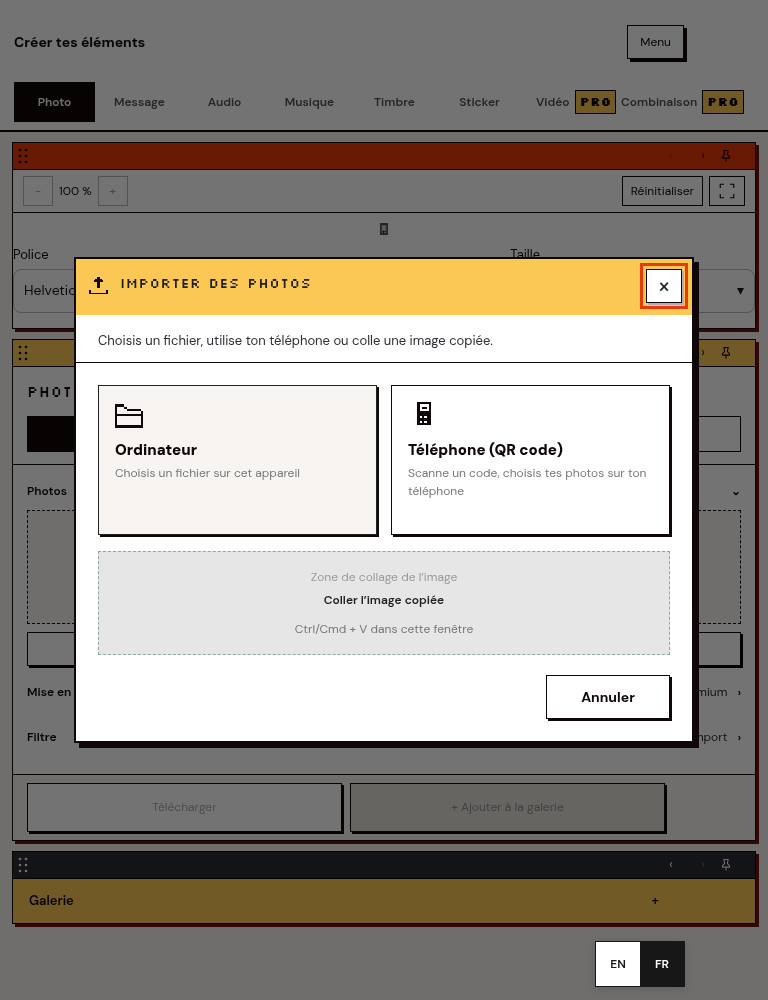 Créer tes éléments
Menu
Photo Message Audio Musique Timbre Sticker Vidéo PRO Combinaison PRO
- 100 % +
Réinitialiser
Police
Taille
IMPORTER DES PHOTOS
×
Choisis un fichier, utilise ton téléphone ou colle une image copiée.
Ordinateur
Choisis un fichier sur cet appareil
Téléphone (QR code)
Scanne un code, choisis tes photos sur ton
téléphone
Zone de collage de l’image
Coller l’image copiée
Ctrl/Cmd + V dans cette fenêtre
Annuler
Photos
Mise en
Filtre
Télécharger
+ Ajouter à la galerie
Galerie
+
EN FR